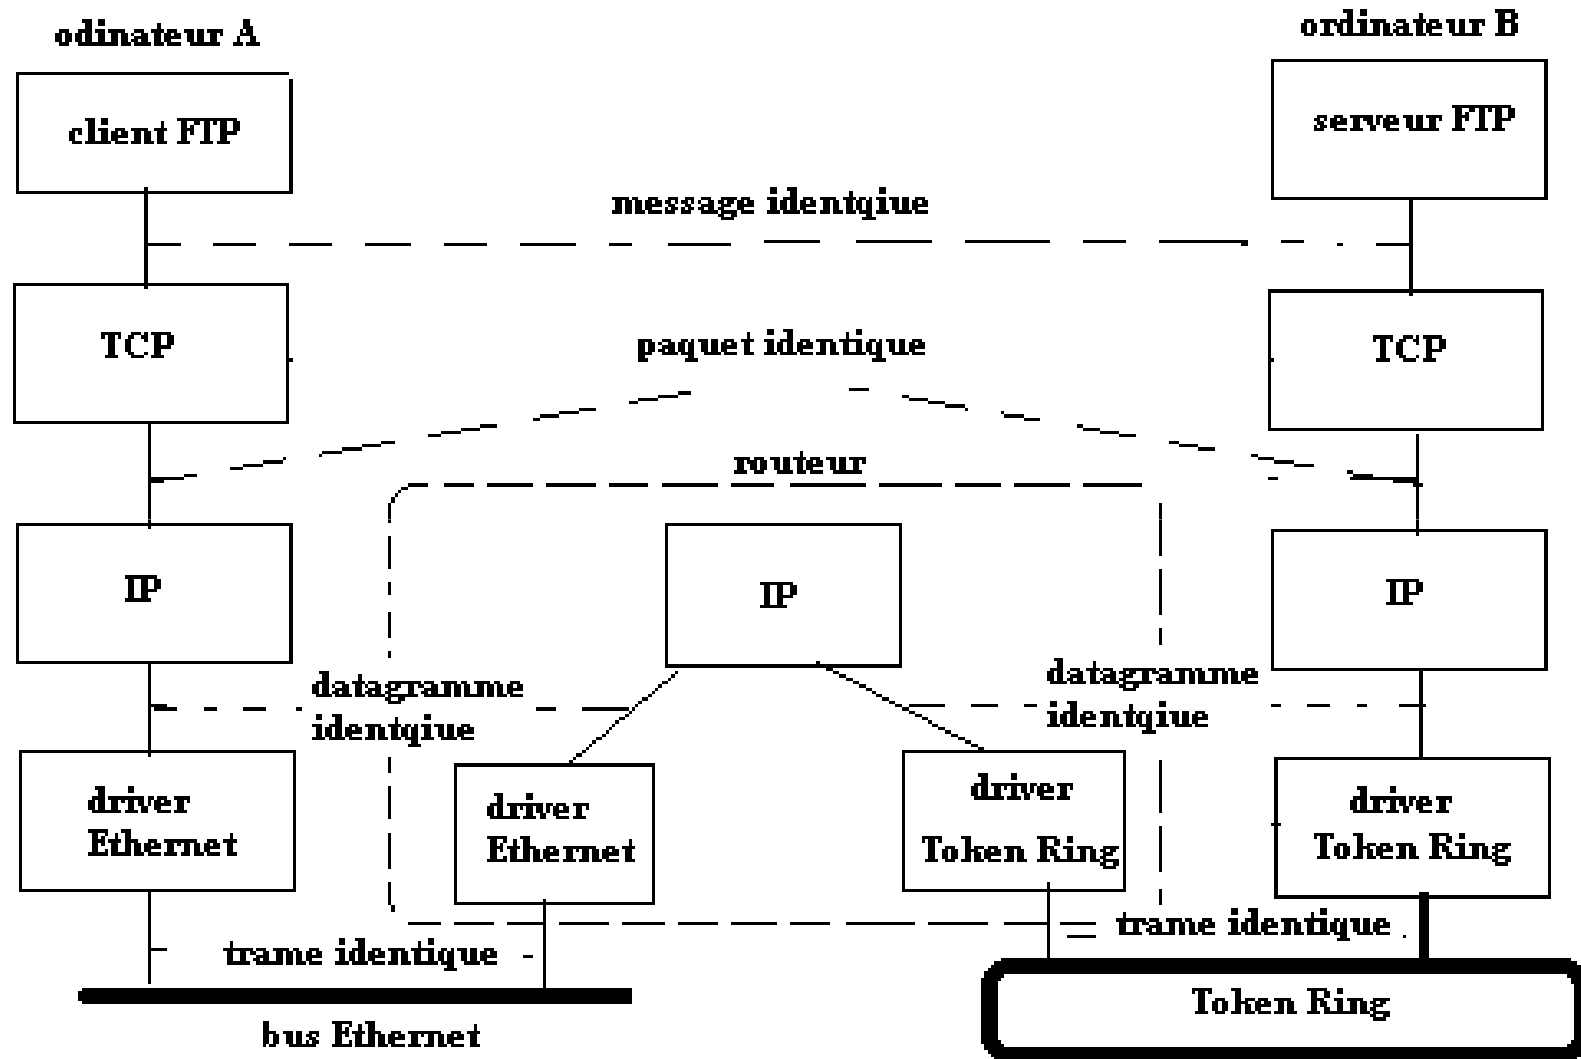 odinateur A
ordinateur B
client FTP
serveur FTP
message identqiue
TCP
paquet identique
TCP
routeur
IP
IP
IP
datagramme
identqiue
datagramme
identqiue
driver
Ethernet
driver
Ethernet
driver
Token Ring
driver
Token Ring
trame identique
trame identique
bus Ethernet
Token Ring